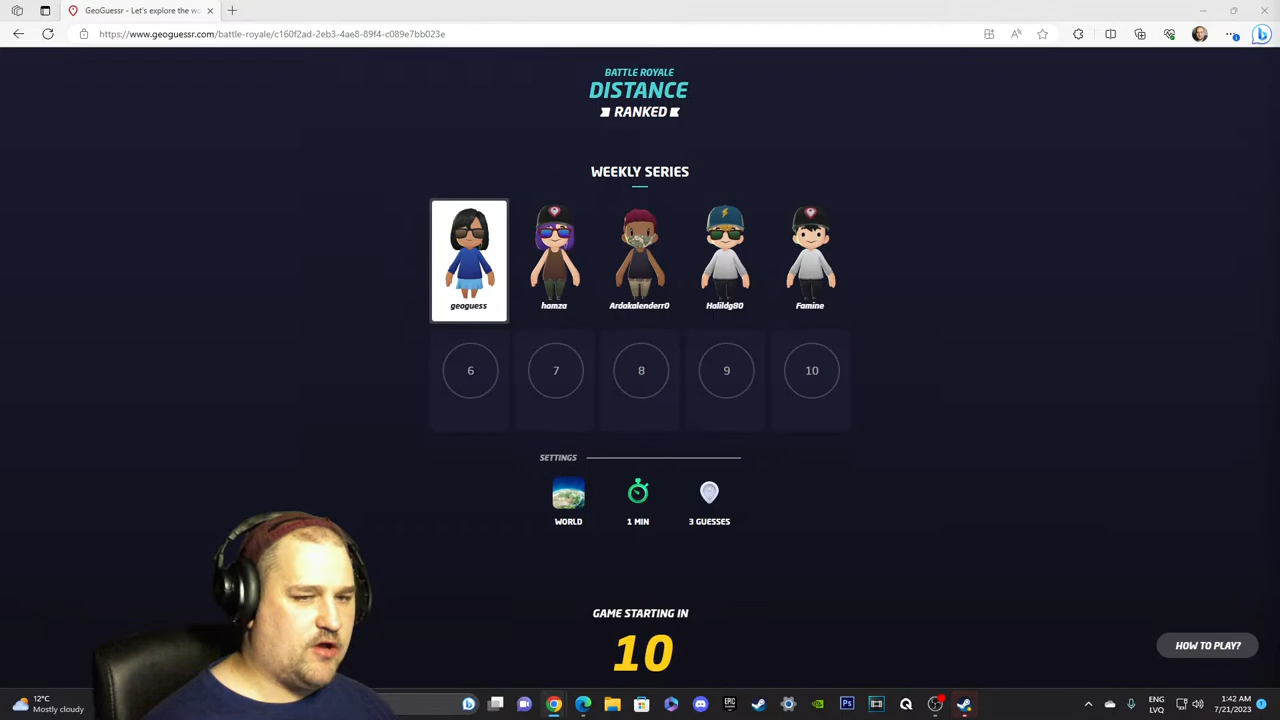 GeoGuessr - Let's explore the wo
https://www.geoguessr.com/battle-royale/c160f2ad-2eb3-4ae8-89f4-c089e7bb023e
BATTLE ROYALE
DISTANCE
RANKED
WEEKLY SERIES
geoguess
hamza
Ardakalenderr0
Halildg80
Famine
6
7
8
9
10
SETTINGS
WORLD
1 MIN
3 GUESSES
GAME STARTING IN
10
HOW TO PLAY?
12°C
Mostly cloudy
ENG
LVQ
1:42 AM
7/21/2023